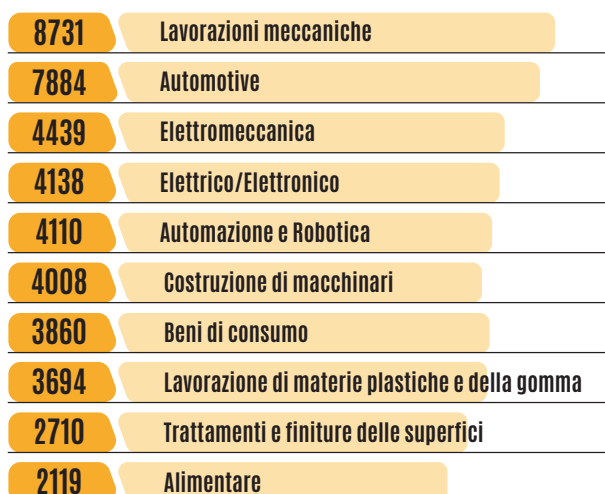 8731 Lavorazioni meccaniche
7884 Automotive
4439 Elettromeccanica
4138 Elettrico/Elettronico
4110 Automazione e Robotica
4008 Costruzione di macchinari
3860 Beni di consumo
3694 Lavorazione di materie plastiche e della gomma
2710 Trattamenti e finiture delle superfici
2119 Alimentare